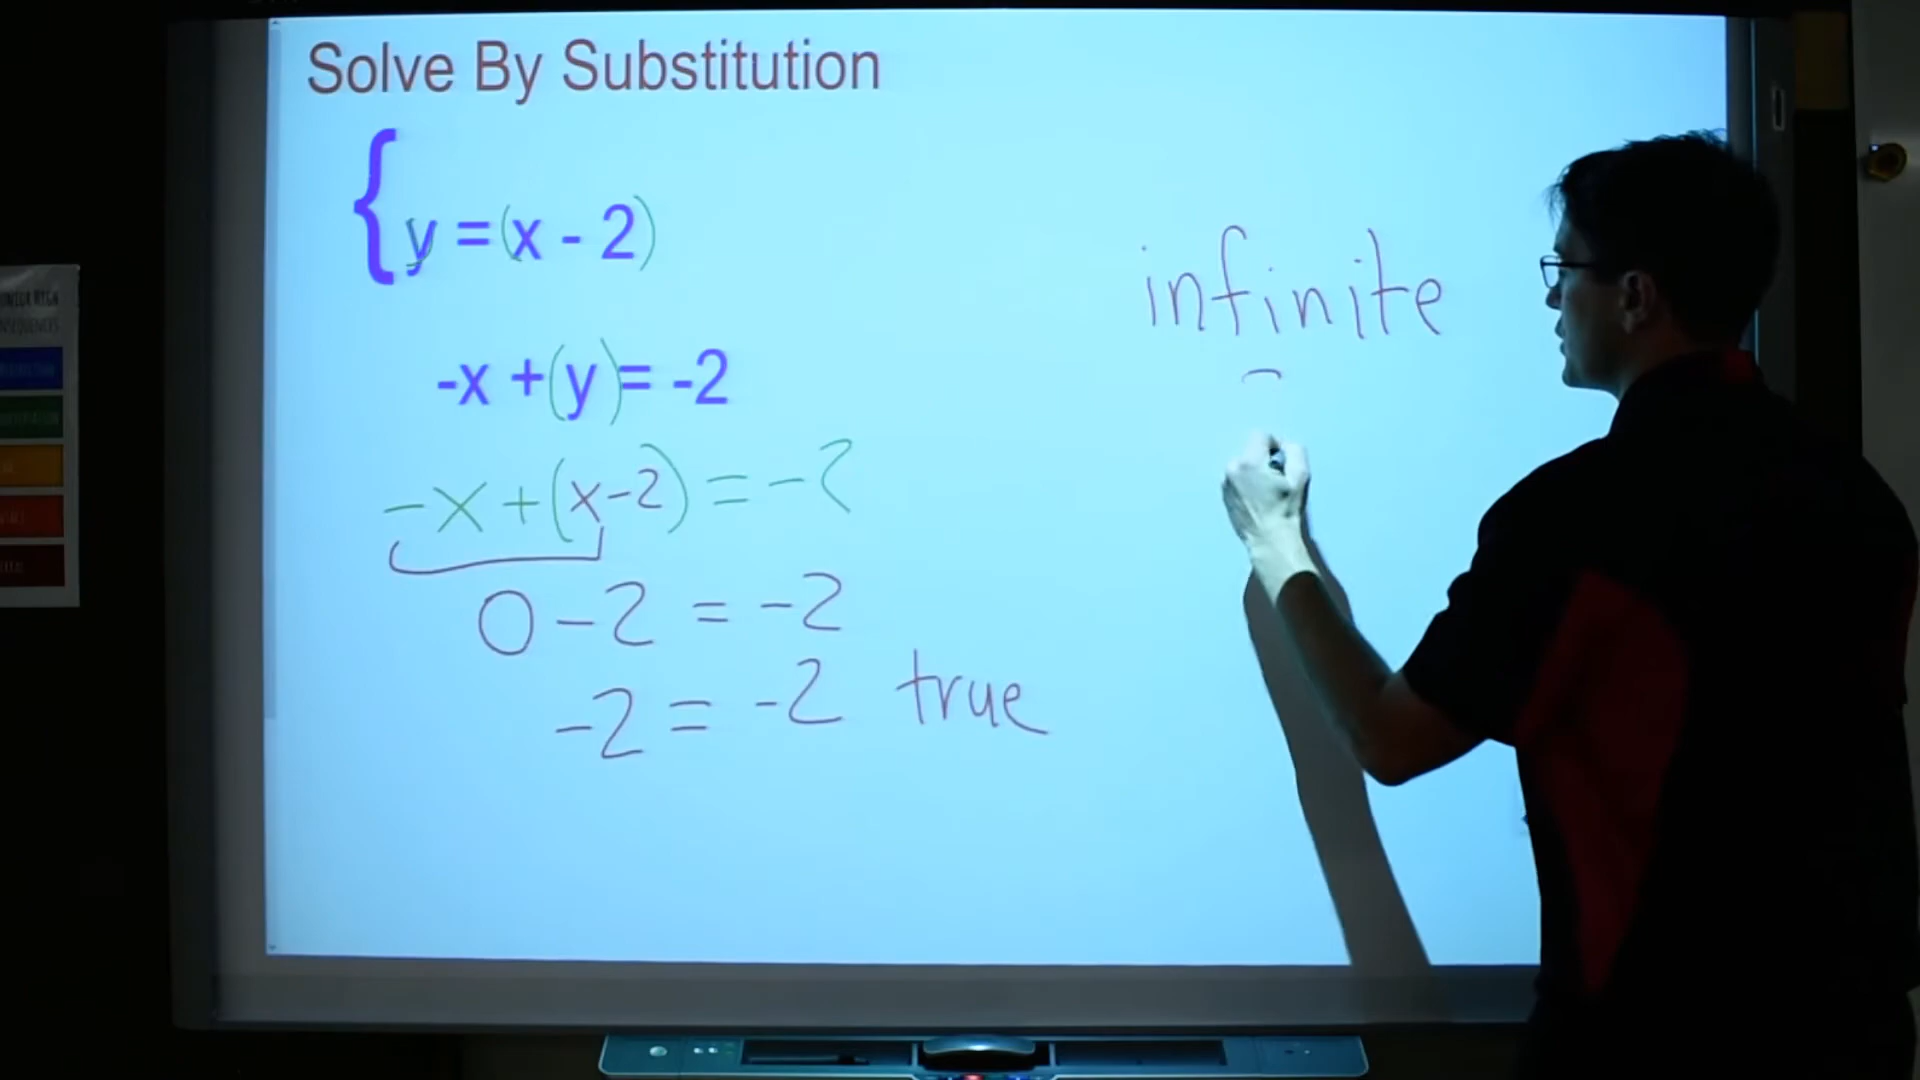 Solve By Substitution
{ y = (x - 2)
-x + (y) = -2
-x + (x-2) = -2
0 - 2 = -2
-2 = -2 true
infinite